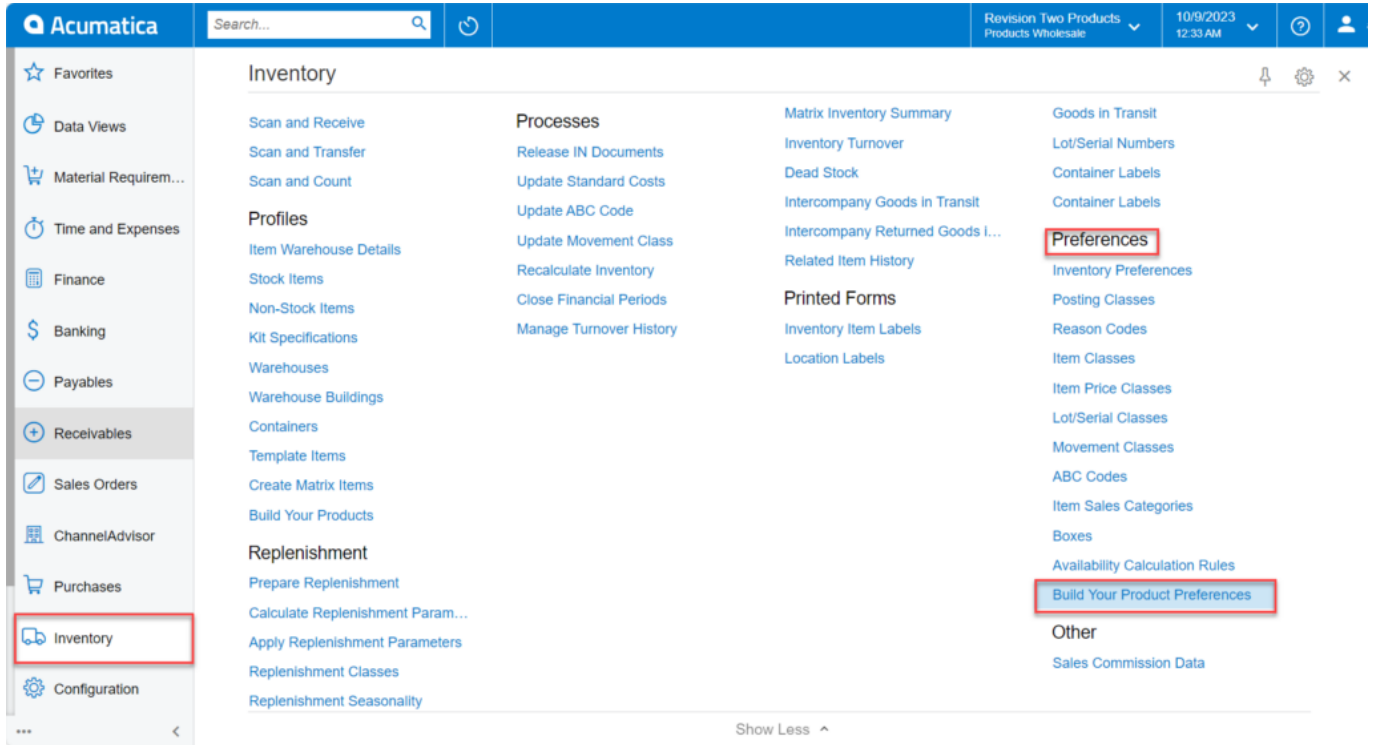 Acumatica
Search...
Revision Two Products
Products Wholesale
10/9/2023
12:33 AM
Favorites
Data Views
Material Requirem...
Time and Expenses
Finance
Banking
Payables
Receivables
Sales Orders
ChannelAdvisor
Purchases
Inventory
Configuration
...
Inventory
Scan and Receive
Scan and Transfer
Scan and Count
Profiles
Item Warehouse Details
Stock Items
Non-Stock Items
Kit Specifications
Warehouses
Warehouse Buildings
Containers
Template Items
Create Matrix Items
Build Your Products
Replenishment
Prepare Replenishment
Calculate Replenishment Param...
Apply Replenishment Parameters
Replenishment Classes
Replenishment Seasonality
Processes
Release IN Documents
Update Standard Costs
Update ABC Code
Update Movement Class
Recalculate Inventory
Close Financial Periods
Manage Turnover History
Matrix Inventory Summary
Inventory Turnover
Dead Stock
Intercompany Goods in Transit
Intercompany Returned Goods i...
Related Item History
Printed Forms
Inventory Item Labels
Location Labels
Goods in Transit
Lot/Serial Numbers
Container Labels
Container Labels
Preferences
Inventory Preferences
Posting Classes
Reason Codes
Item Classes
Item Price Classes
Lot/Serial Classes
Movement Classes
ABC Codes
Item Sales Categories
Boxes
Availability Calculation Rules
Build Your Product Preferences
Other
Sales Commission Data
Show Less